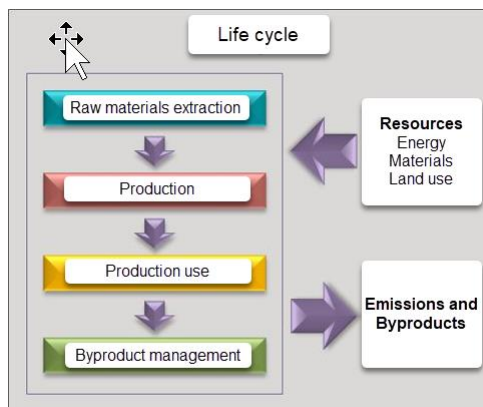 Life cycle
Raw materials extraction
Production
Production use
Byproduct management
Resources
Energy
Materials
Land use
Emissions and
Byproducts